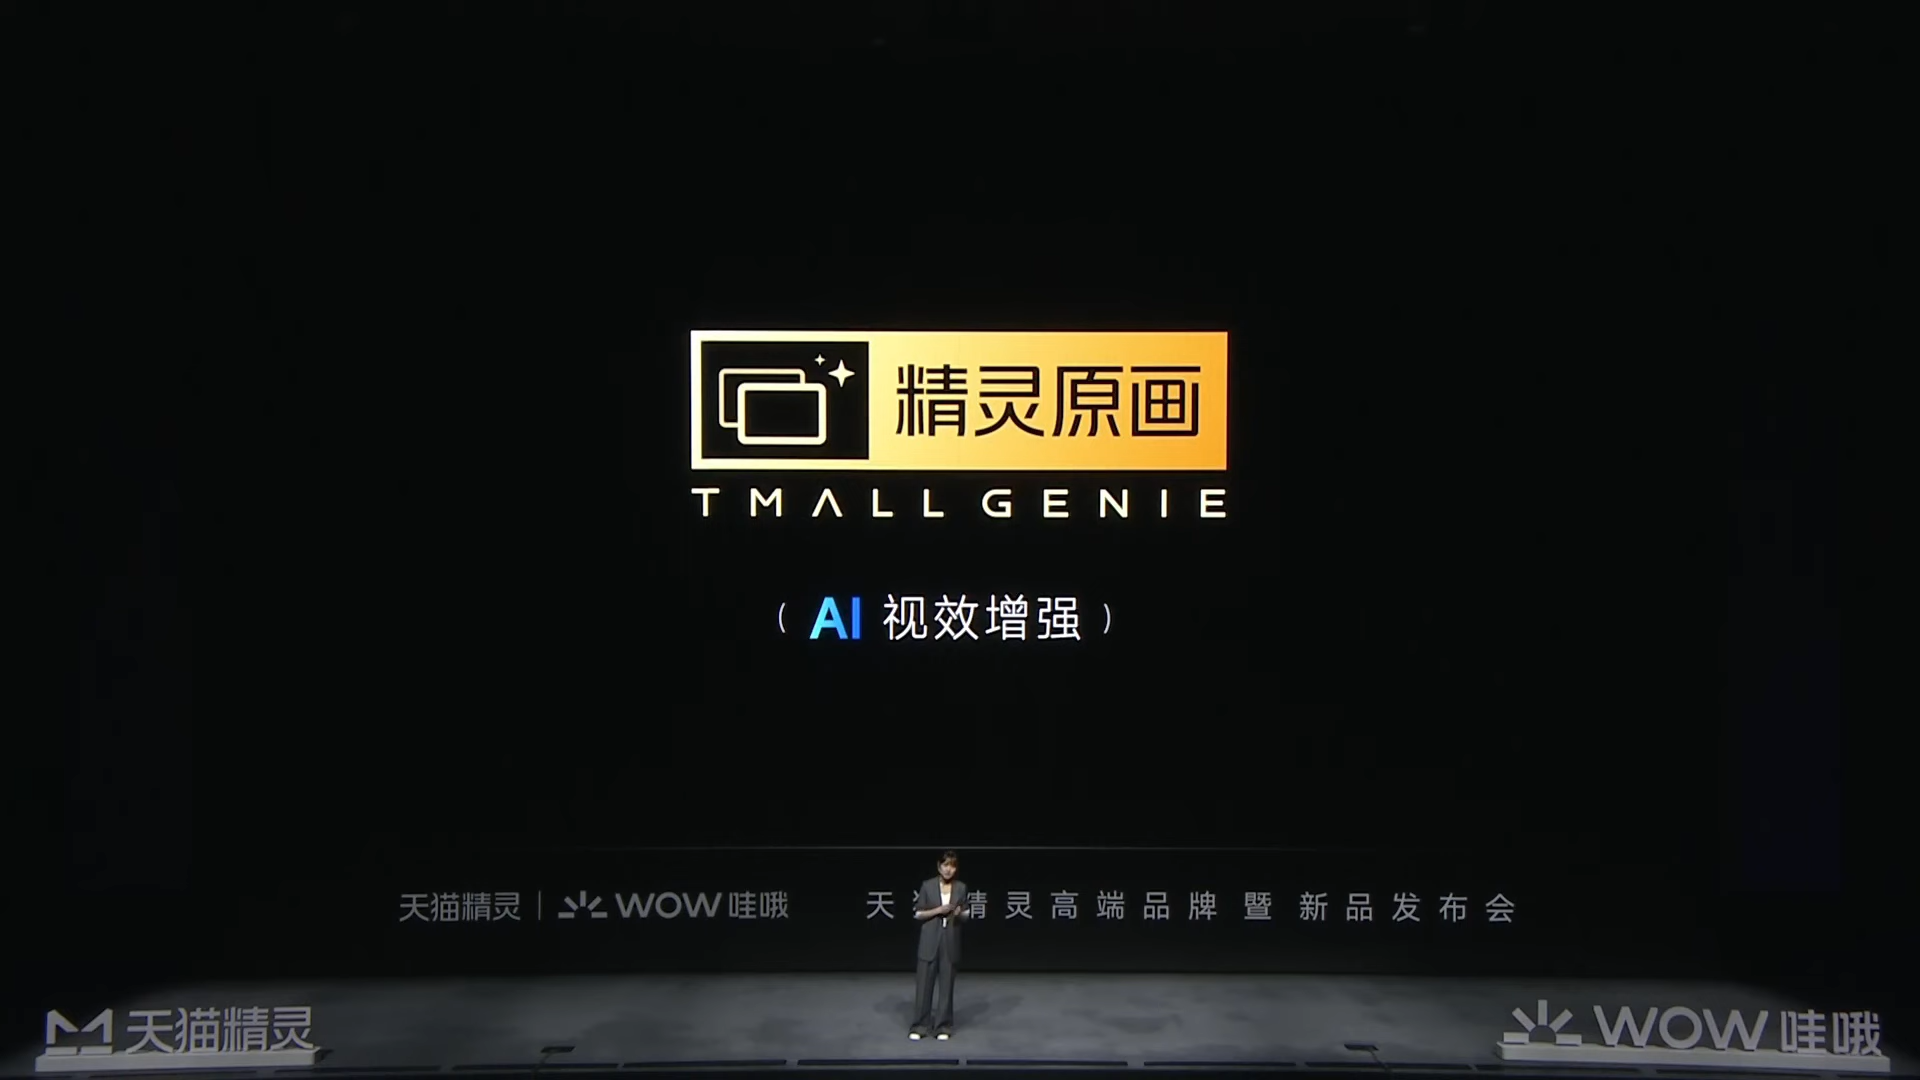 精灵原画
TMALL GENIE
( AI 视效增强 )
天猫精灵 | WOW 哇哦
天 精灵高端品牌暨新品发布会
天猫精灵
WOW 哇哦